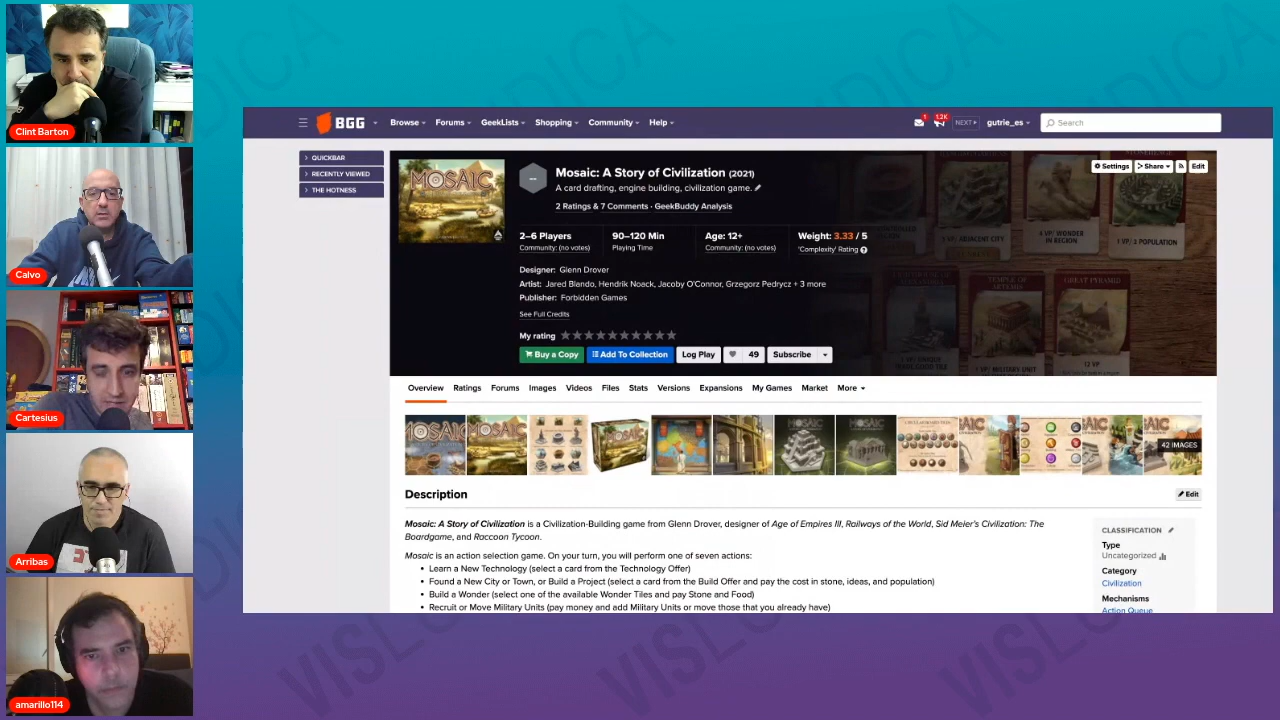 Clint Barton
Calvo
Cartesius
Arribas
amarillo114
BGG
Browse
Forums
GeekLists
Shopping
Community
Help
1
1.2K
NEXT
gutrie_es
Search
QUICKBAR
RECENTLY VIEWED
THE HOTNESS
MOSAIC
--
Mosaic: A Story of Civilization (2021)
A card drafting, engine building, civilization game.
2 Ratings & 7 Comments · GeekBuddy Analysis
Settings
Share
Edit
2–6 Players
Community: (no votes)
90–120 Min
Playing Time
Age: 12+
Community: (no votes)
Weight: 3.33 / 5
'Complexity' Rating
Designer: Glenn Drover
Artist: Jared Blando, Hendrik Noack, Jacoby O'Connor, Grzegorz Pedrycz + 3 more
Publisher: Forbidden Games
See Full Credits
My rating
Buy a Copy
Add To Collection
Log Play
49
Subscribe
GREAT PYRAMID
Overview
Ratings
Forums
Images
Videos
Files
Stats
Versions
Expansions
My Games
Market
More
42 IMAGES
Description
Edit
Mosaic: A Story of Civilization is a Civilization-Building game from Glenn Drover, designer of Age of Empires III, Railways of the World, Sid Meier's Civilization: The
Boardgame, and Raccoon Tycoon.
Mosaic is an action selection game. On your turn, you will perform one of seven actions:
• Learn a New Technology (select a card from the Technology Offer)
• Found a New City or Town, or Build a Project (select a card from the Build Offer and pay the cost in stone, ideas, and population)
• Build a Wonder (select one of the available Wonder Tiles and pay Stone and Food)
• Recruit or Move Military Units (pay money and add Military Units or move those that you already have)
CLASSIFICATION
Type
Uncategorized
Category
Civilization
Mechanisms
Action Queue